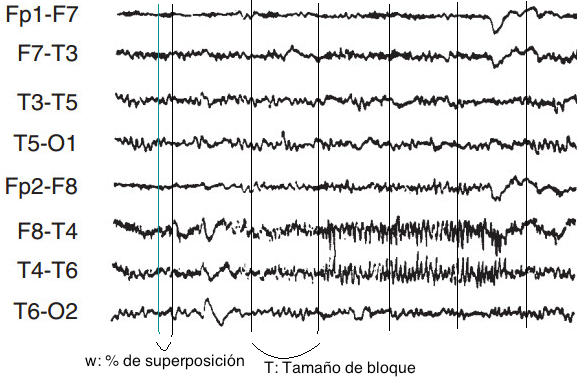 Fp1-F7
F7-T3
T3-T5
T5-O1
Fp2-F8
F8-T4
T4-T6
T6-O2
w: % de superposición
T: Tamaño de bloque